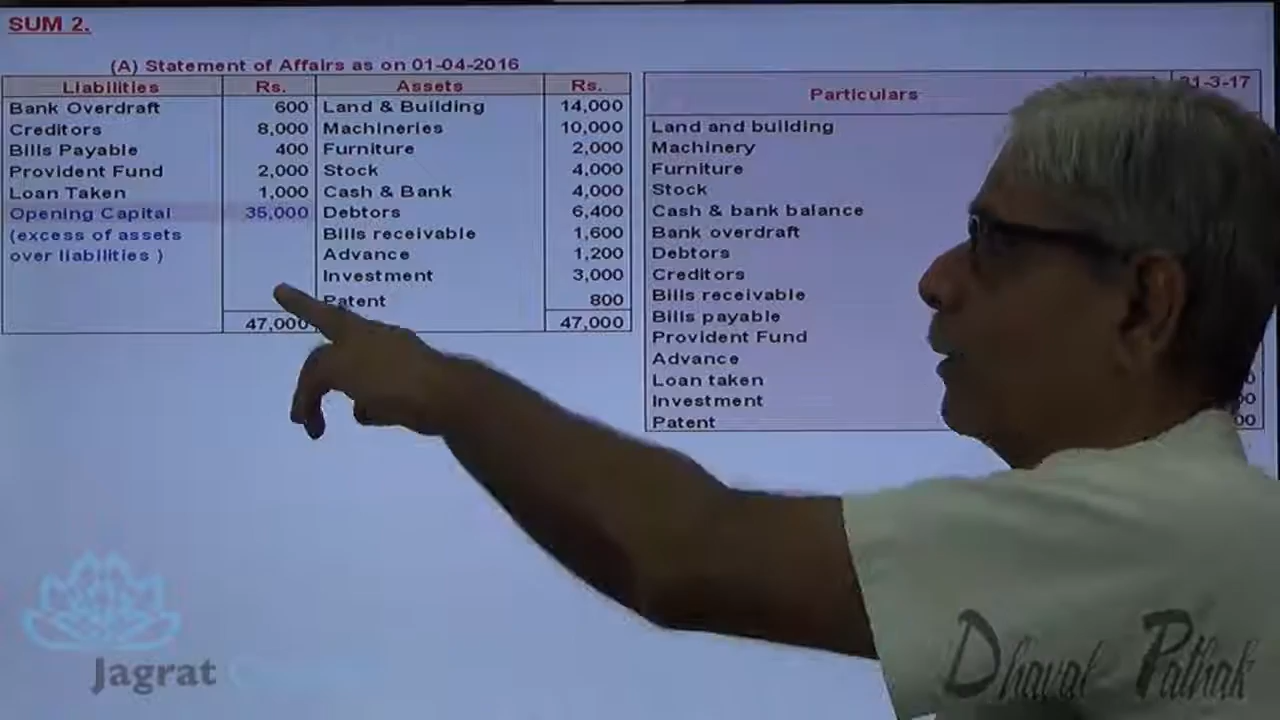 SUM 2.
(A) Statement of Affairs as on 01-04-2016
Liabilities Rs. Assets Rs.
Bank Overdraft 600 Land & Building 14,000
Creditors 8,000 Machineries 10,000
Bills Payable 400 Furniture 2,000
Provident Fund 2,000 Stock 4,000
Loan Taken 1,000 Cash & Bank 4,000
Opening Capital 35,000 Debtors 6,400
(excess of assets Bills receivable 1,600
over liabilities ) Advance 1,200
Investment 3,000
Patent 800
47,000 47,000
Particulars 31-3-17
Land and building
Machinery
Furniture
Stock
Cash & bank balance
Bank overdraft
Debtors
Creditors
Bills receivable
Bills payable
Provident Fund
Advance
Loan taken
Investment
Patent
Jagrat
Dhaval Pathak